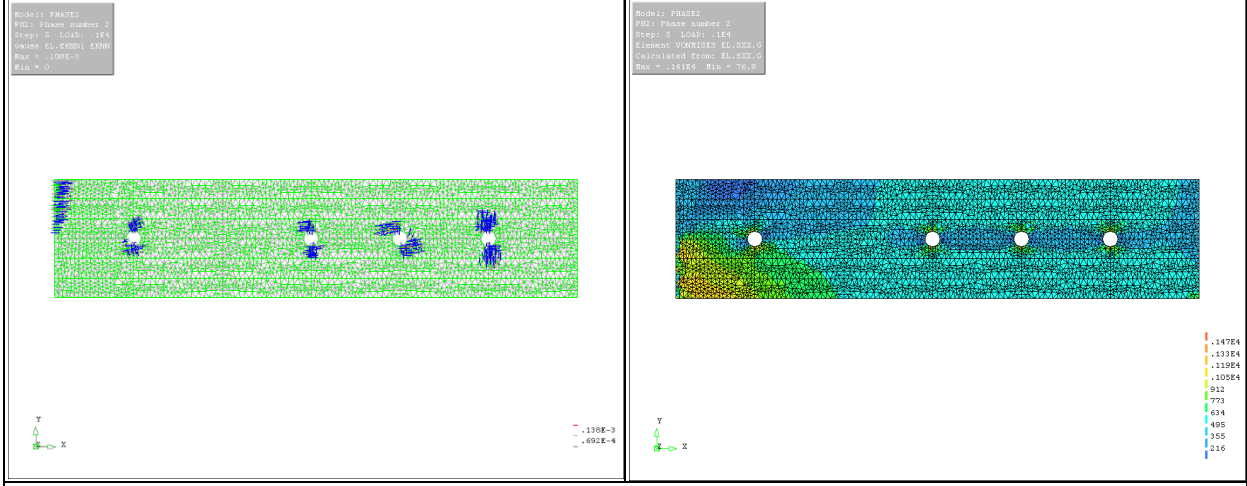 Model: PHASE2
PH2: Phase number 2
Step: 5 LOAD: .1E4
Gauss EL.EKNN1 EKNN
Max = .208E-3
Min = 0
Y
Z X
.138E-3
.692E-4
Model: PHASE2
PH2: Phase number 2
Step: 5 LOAD: .1E4
Element VONMISES EL.SXX.G
Calculated from: EL.SXX.G
Max = .161E4 Min = 76.8
.147E4
.133E4
.119E4
.105E4
912
773
634
495
355
216
Y
Z X